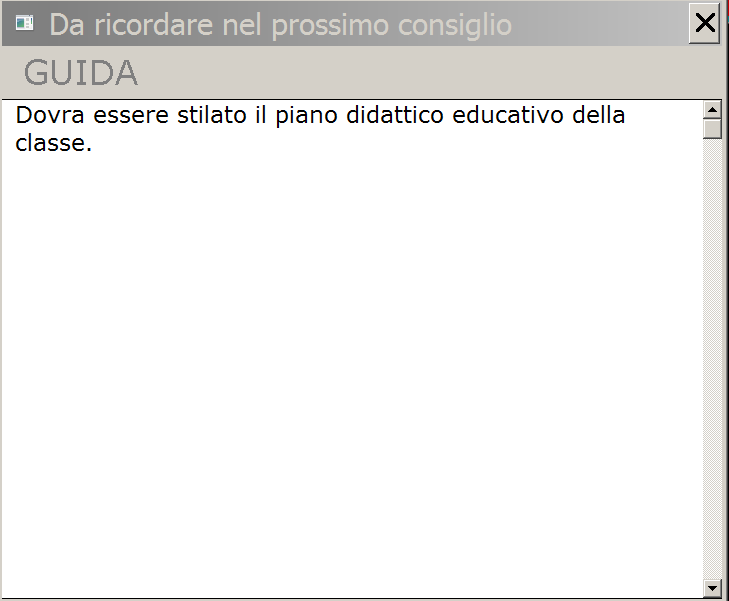 Da ricordare nel prossimo consiglio
GUIDA
Dovra essere stilato il piano didattico educativo della
classe.